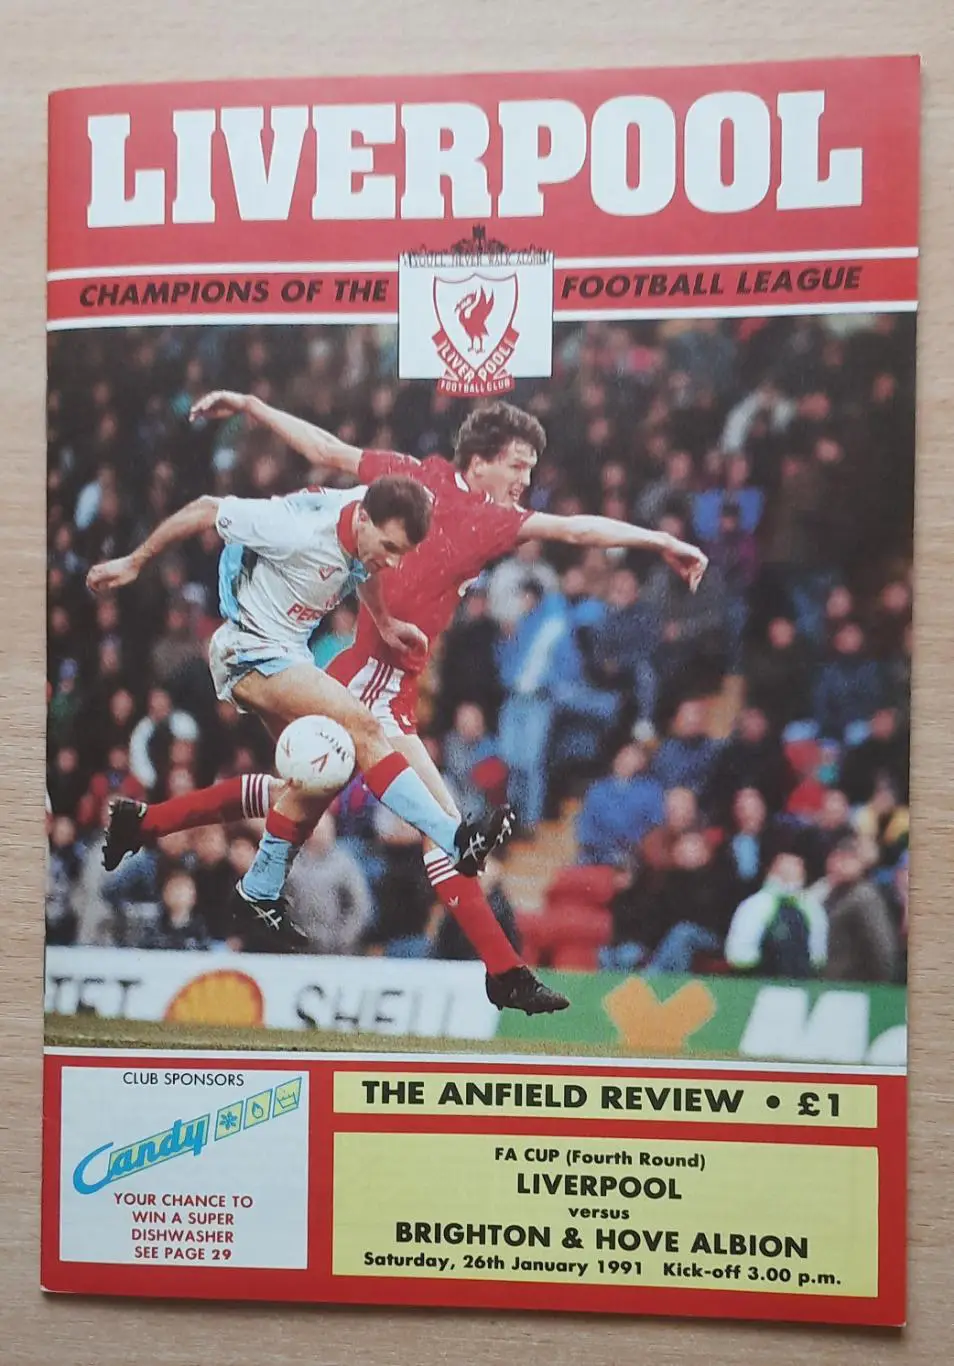 LIVERPOOL
YOU'LL NEVER WALK ALONE
CHAMPIONS OF THE
FOOTBALL LEAGUE
LIVERPOOL
FOOTBALL CLUB
SHELL
CLUB SPONSORS
Candy
YOUR CHANCE TO
WIN A SUPER
DISHWASHER
SEE PAGE 29
THE ANFIELD REVIEW • £1
FA CUP (Fourth Round)
LIVERPOOL
versus
BRIGHTON & HOVE ALBION
Saturday, 26th January 1991 Kick-off 3.00 p.m.